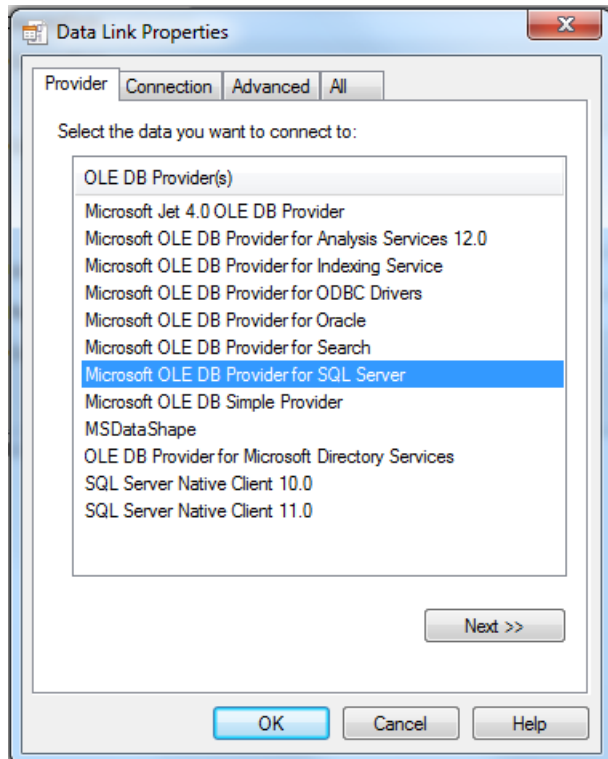 Data Link Properties
Provider Connection Advanced All
Select the data you want to connect to:
OLE DB Provider(s)
Microsoft Jet 4.0 OLE DB Provider
Microsoft OLE DB Provider for Analysis Services 12.0
Microsoft OLE DB Provider for Indexing Service
Microsoft OLE DB Provider for ODBC Drivers
Microsoft OLE DB Provider for Oracle
Microsoft OLE DB Provider for Search
Microsoft OLE DB Provider for SQL Server
Microsoft OLE DB Simple Provider
MSDataShape
OLE DB Provider for Microsoft Directory Services
SQL Server Native Client 10.0
SQL Server Native Client 11.0
Next >>
OK Cancel Help